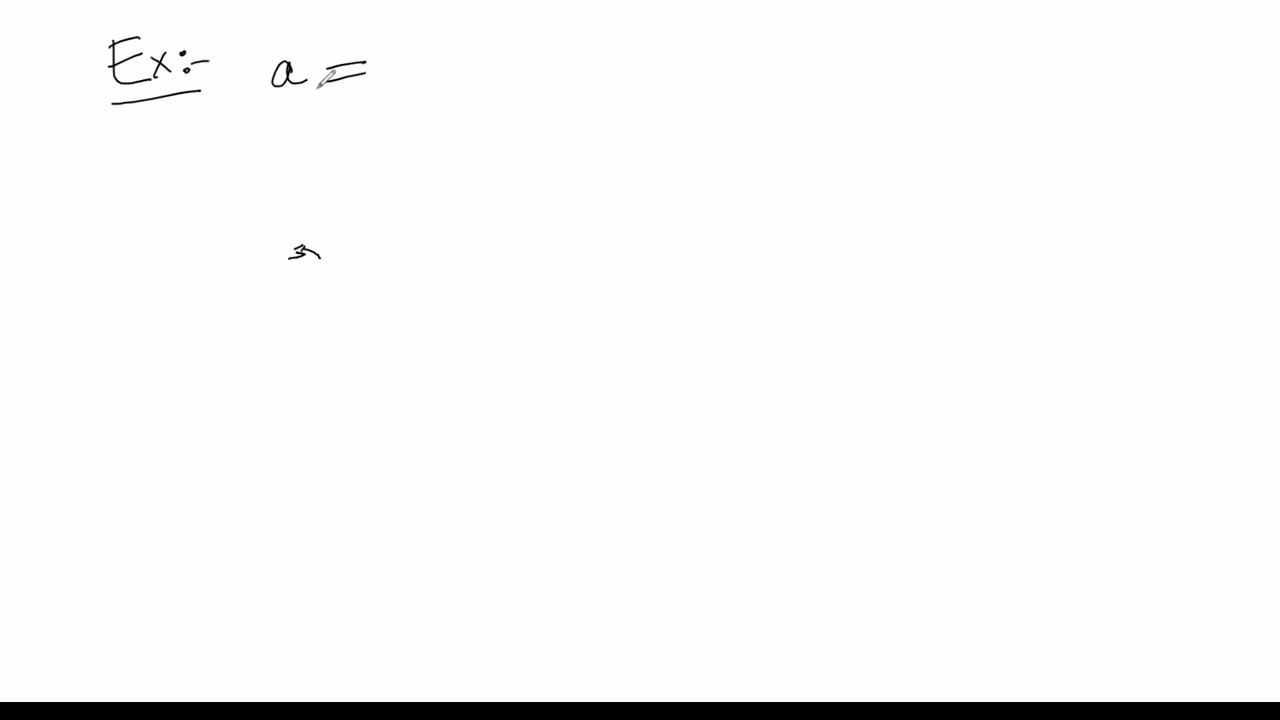 Ex:- a =